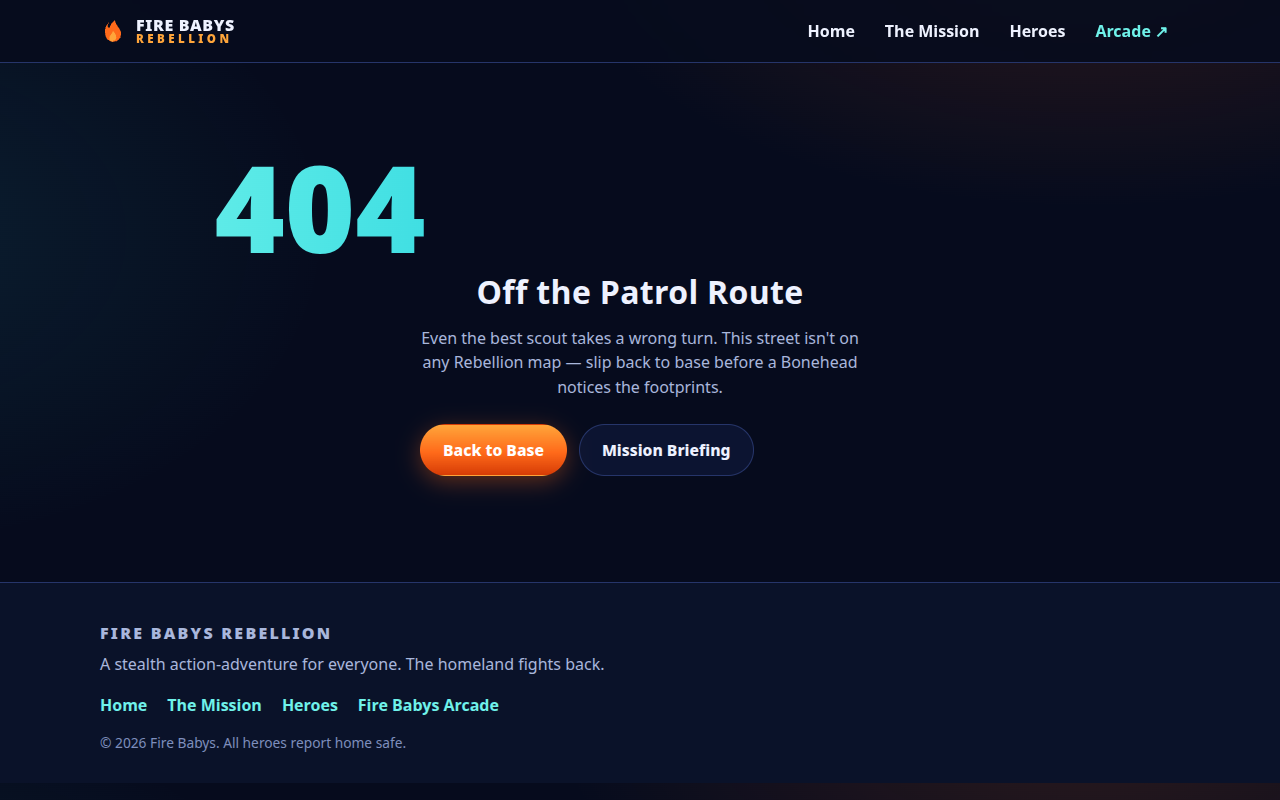 FIRE BABYS
REBELLION
Home The Mission Heroes Arcade ↗
404
Off the Patrol Route
Even the best scout takes a wrong turn. This street isn't on
any Rebellion map — slip back to base before a Bonehead
notices the footprints.
Back to Base Mission Briefing
FIRE BABYS REBELLION
A stealth action-adventure for everyone. The homeland fights back.
Home The Mission Heroes Fire Babys Arcade
© 2026 Fire Babys. All heroes report home safe.